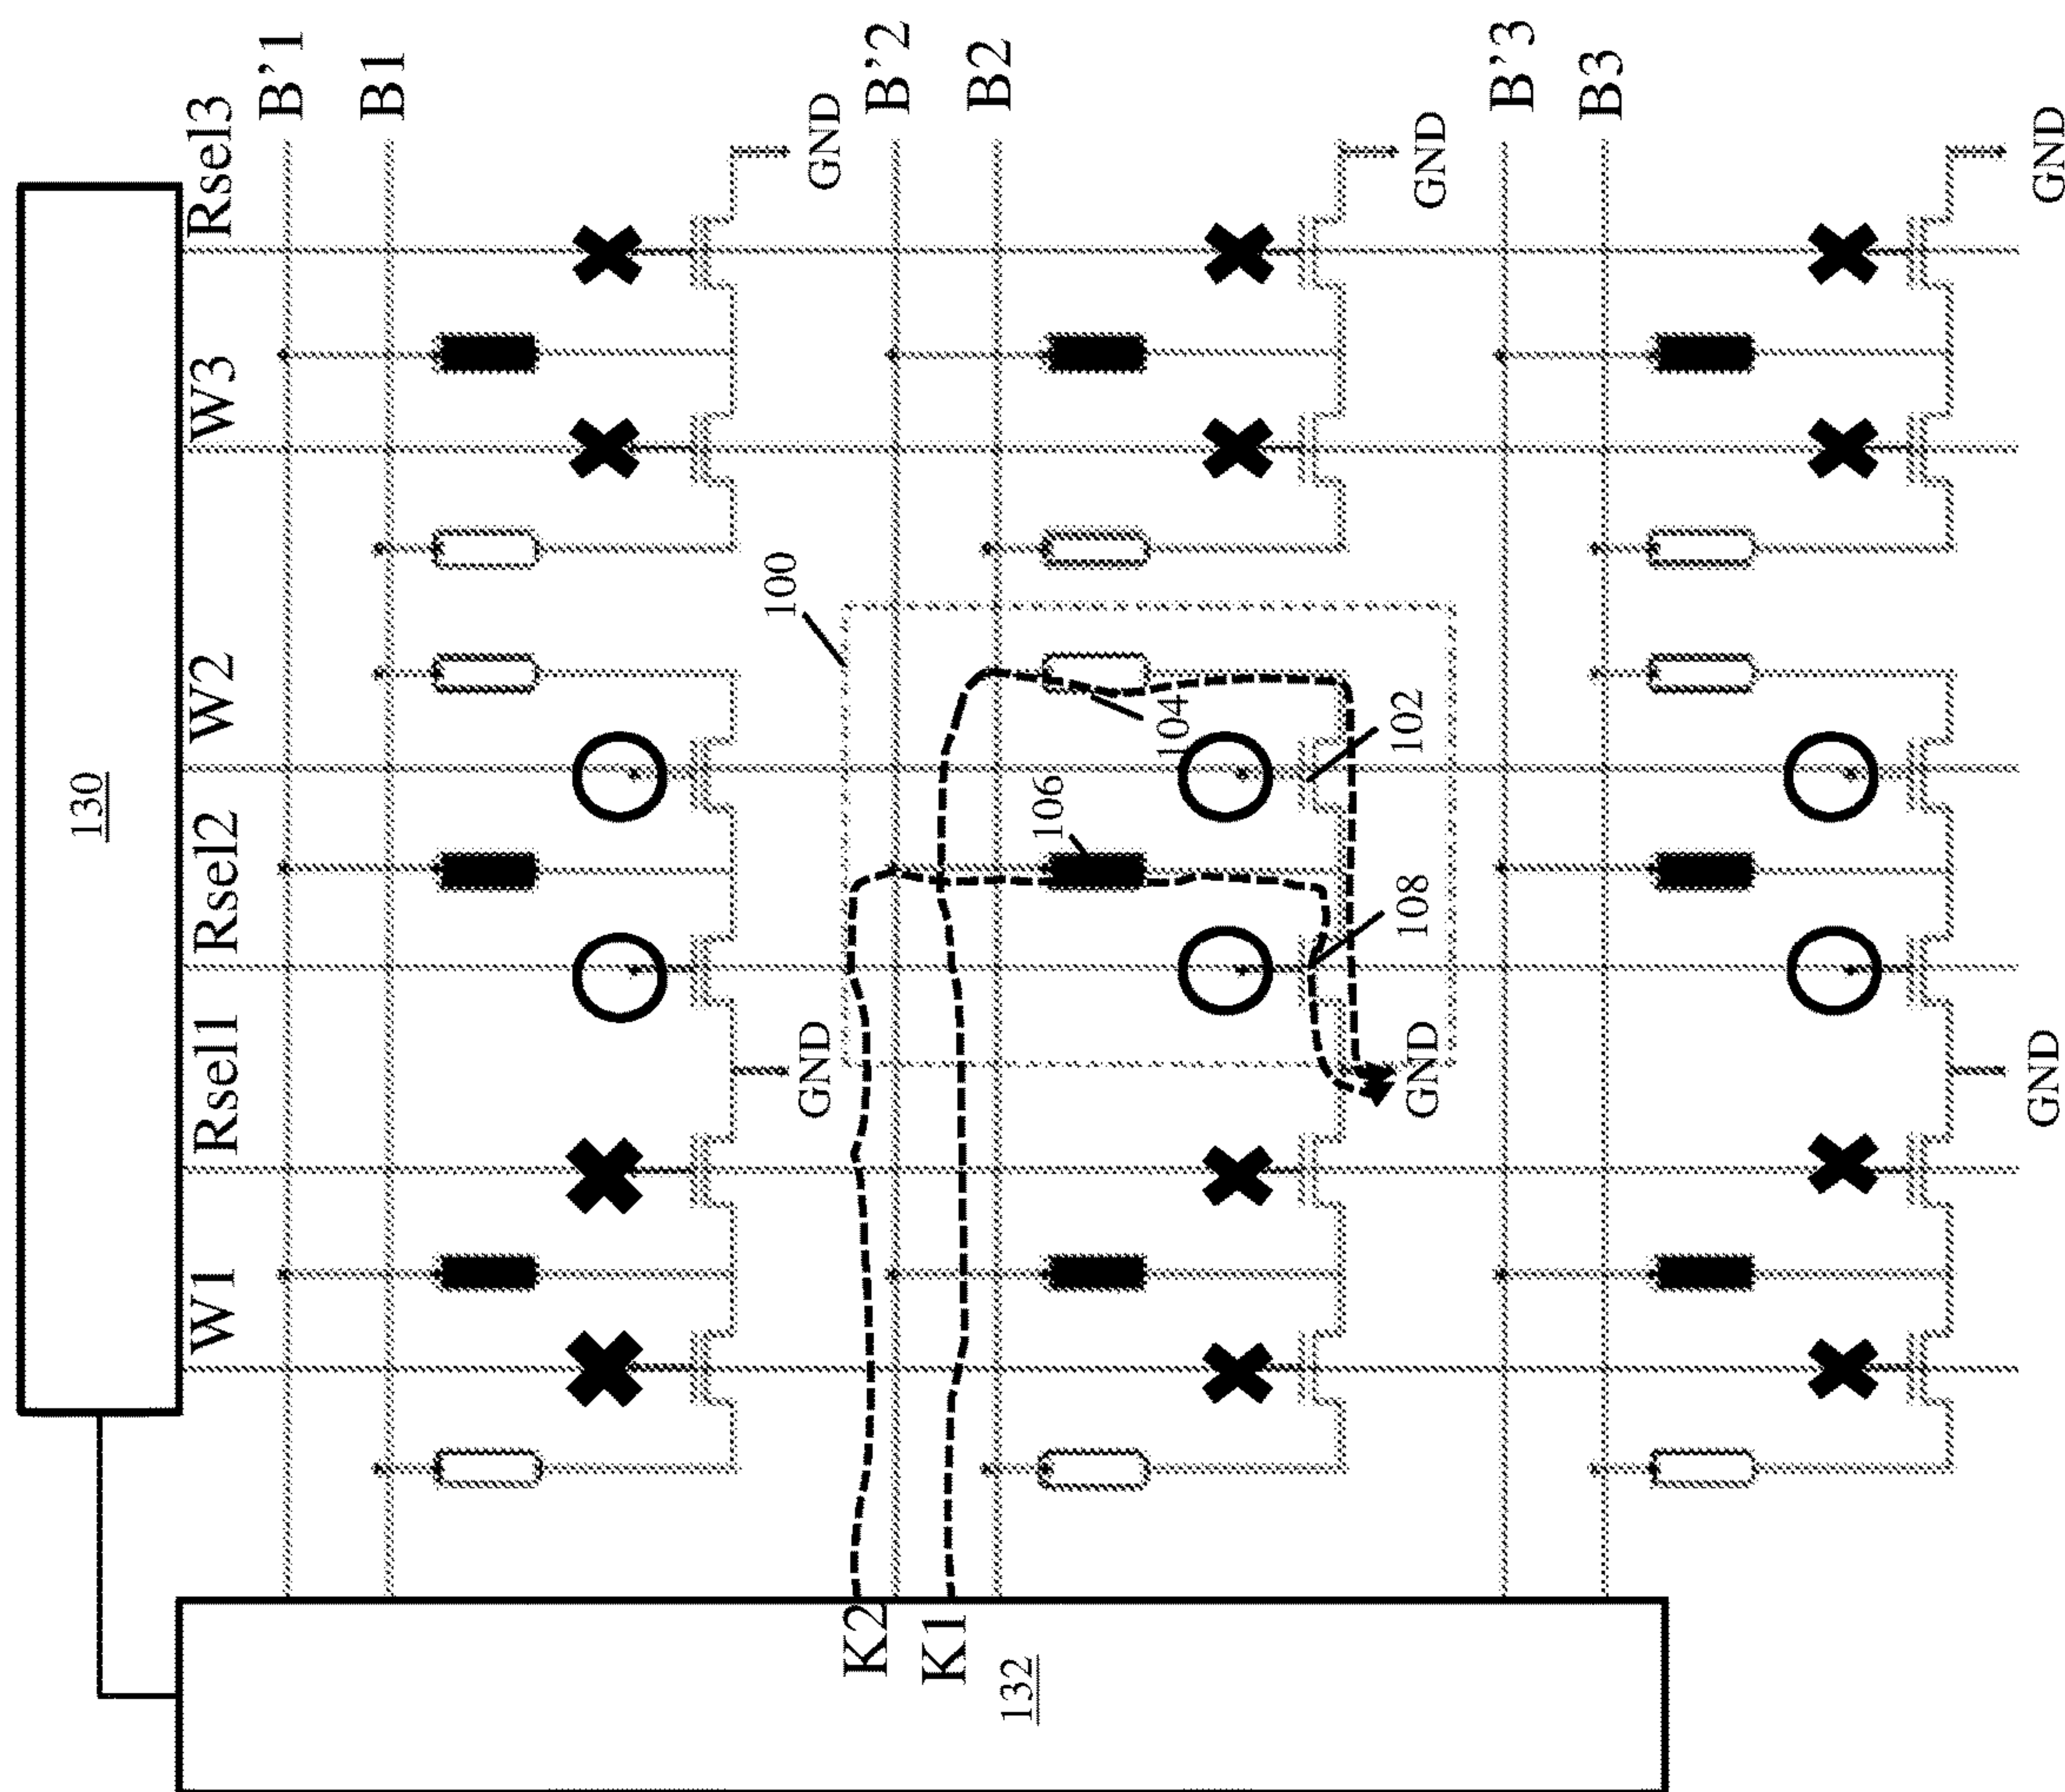 130
W1
Rsel1
Rsel2
W2
W3
Rsel3
B'1
B1
GND
GND
100
B'2
B2
K2
K1
132
106
104
102
108
GND
GND
B'3
B3
GND
GND